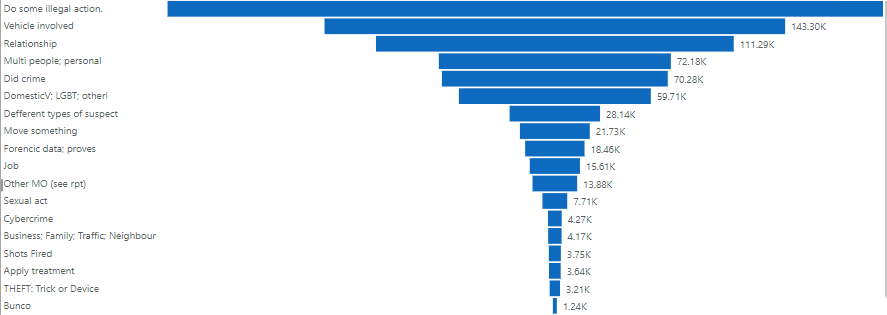 Do some illegal action.
Vehicle involved 143.30K
Relationship 111.29K
Multi people; personal 72.18K
Did crime 70.28K
DomesticV; LGBT; otherl 59.71K
Defferent types of suspect 28.14K
Move something 21.73K
Forencic data; proves 18.46K
Job 15.61K
Other MO (see rpt) 13.88K
Sexual act 7.71K
Cybercrime 4.27K
Business; Family; Traffic; Neighbour 4.17K
Shots Fired 3.75K
Apply treatment 3.64K
THEFT: Trick or Device 3.21K
Bunco 1.24K